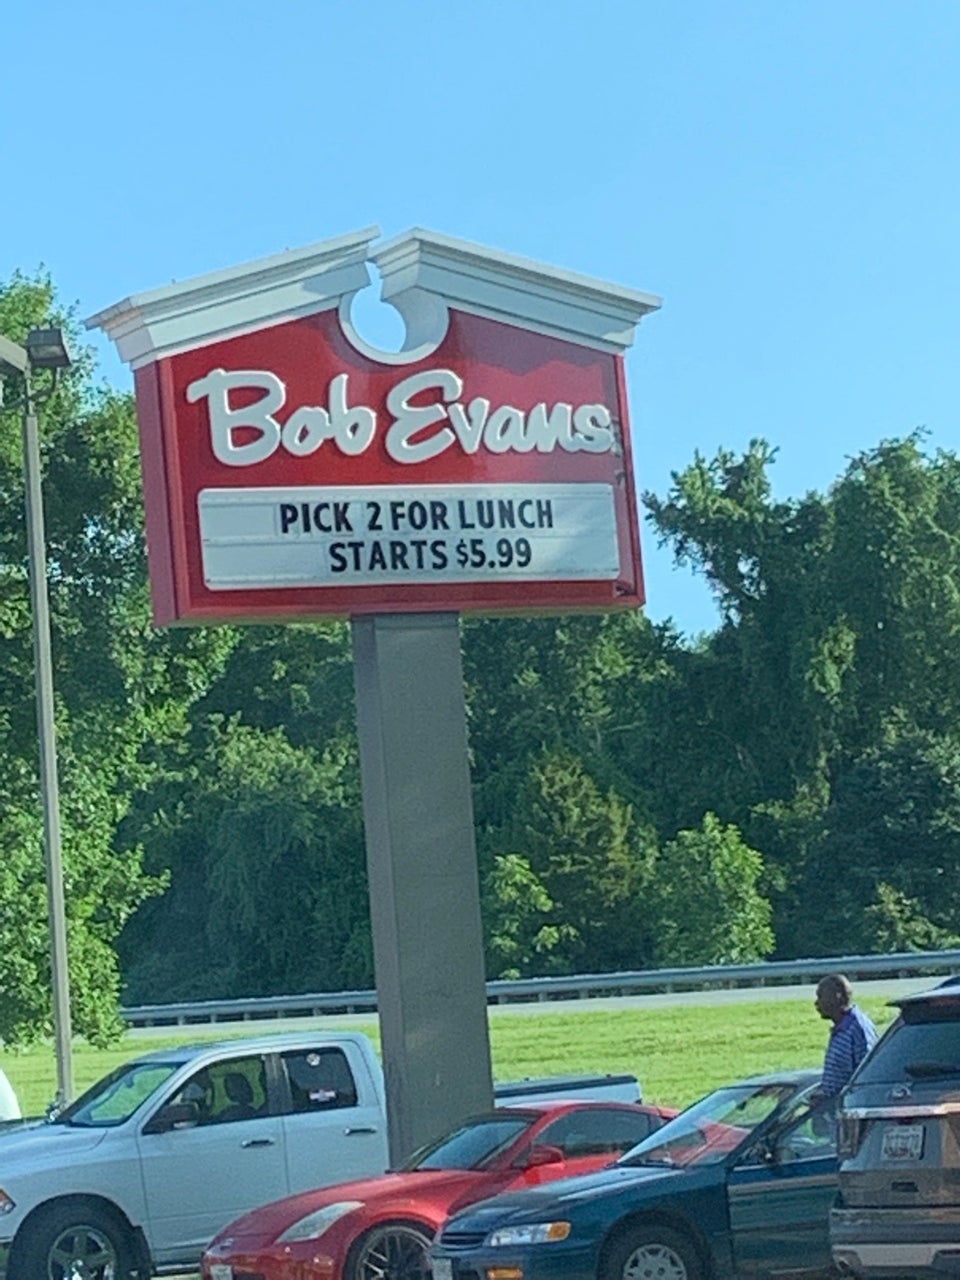 Bob Evans
PICK 2 FOR LUNCH
STARTS $5.99